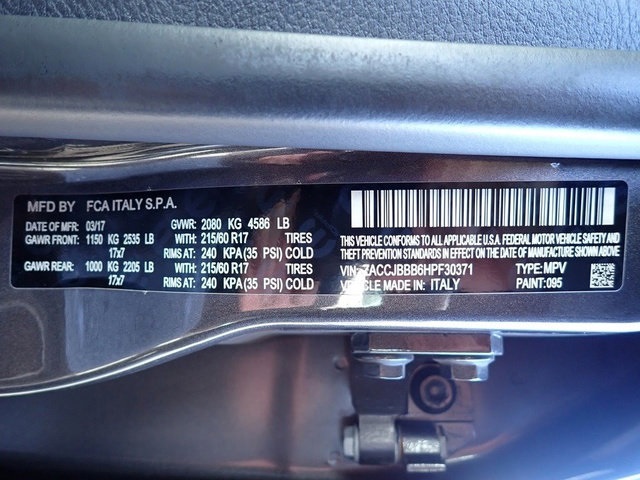 MFD BY FCA ITALY S.P.A.
DATE OF MFR: 03/17 GVWR: 2080 KG 4586 LB
GAWR FRONT: 1150 KG 2535 LB WITH: 215/60 R17 TIRES
17x7 RIMS AT: 240 KPA (35 PSI) COLD
GAWR REAR: 1000 KG 2205 LB WITH: 215/60 R17 TIRES
17x7 RIMS AT: 240 KPA (35 PSI) COLD
THIS VEHICLE CONFORMS TO ALL APPLICABLE U.S.A. FEDERAL MOTOR VEHICLE SAFETY AND
THEFT PREVENTION STANDARDS IN EFFECT ON THE DATE OF MANUFACTURE SHOWN ABOVE.
VIN: ZACCJBBB6HPF30371 TYPE: MPV
VEHICLE MADE IN: ITALY PAINT: 095